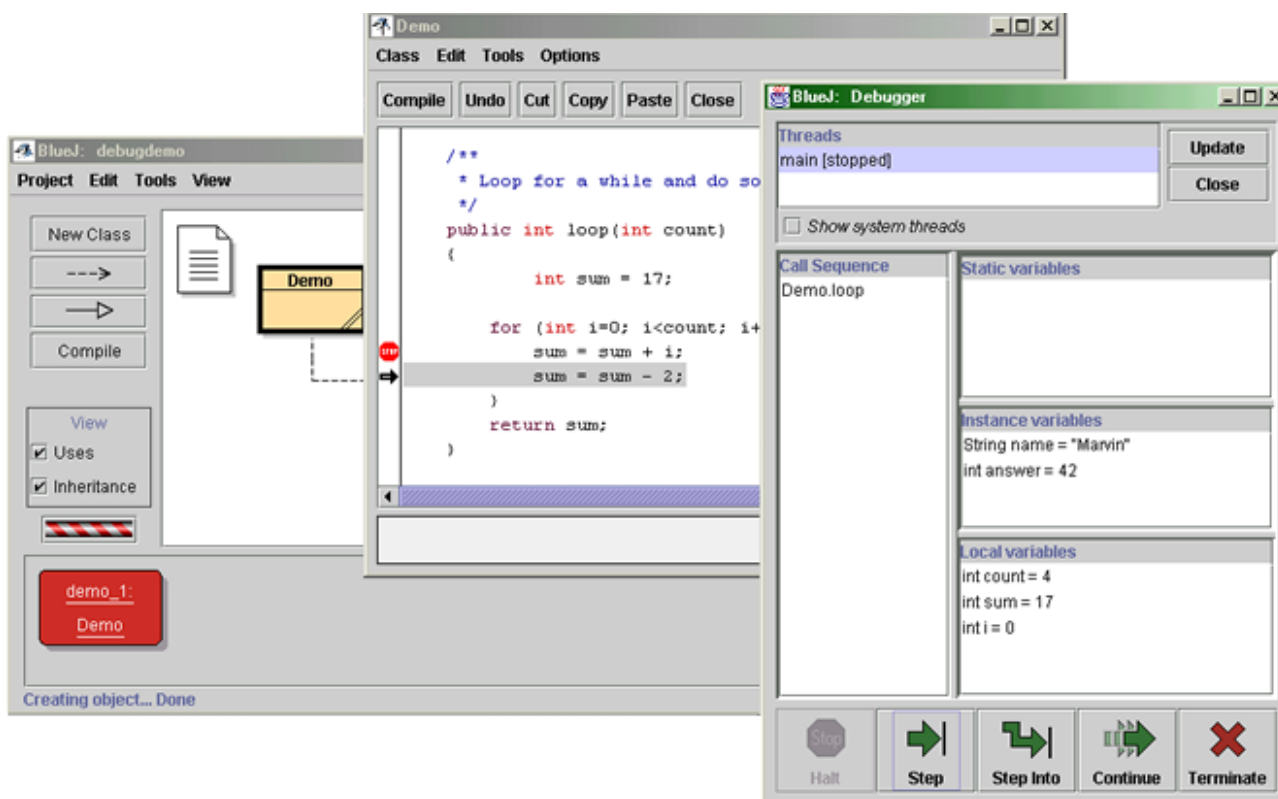 BlueJ: debugdemo
Project Edit Tools View
New Class
Compile
View
Uses
Inheritance
Demo
demo_1:
Demo
Creating object... Done
Demo
Class Edit Tools Options
Compile Undo Cut Copy Paste Close
/**
* Loop for a while and do so
*/
public int loop(int count)
{
int sum = 17;
for (int i=0; i<count; i+
STOP
sum = sum + i;
sum = sum - 2;
}
return sum;
}
BlueJ: Debugger
Threads
main [stopped]
Update
Close
Show system threads
Call Sequence
Demo.loop
Static variables
Instance variables
String name = "Marvin"
int answer = 42
Local variables
int count = 4
int sum = 17
int i = 0
Stop
Halt Step Step Into Continue Terminate